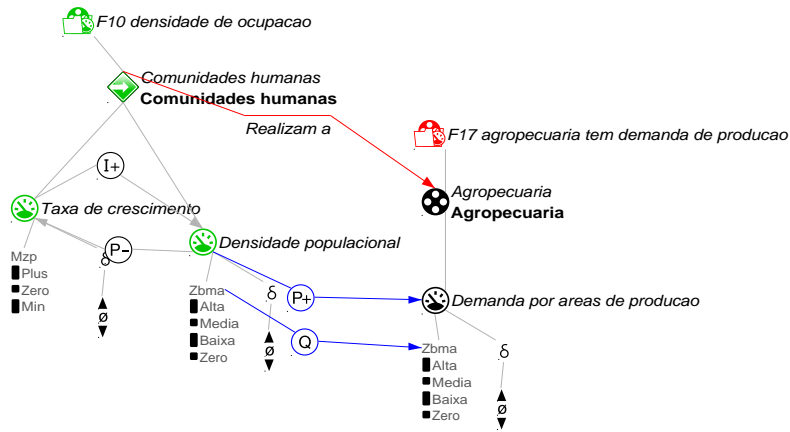 F10 densidade de ocupacao
Comunidades humanas
Comunidades humanas
Realizam a
F17 agropecuaria tem demanda de producao
I+
Agropecuaria
Agropecuaria
Taxa de crescimento
Densidade populacional
P-
Mzp
δ
Plus
Zero
Min
ø
Zbma
δ
Alta
Media
Baixa
Zero
ø
P+
Q
Demanda por areas de producao
Zbma
δ
Alta
Media
Baixa
Zero
ø